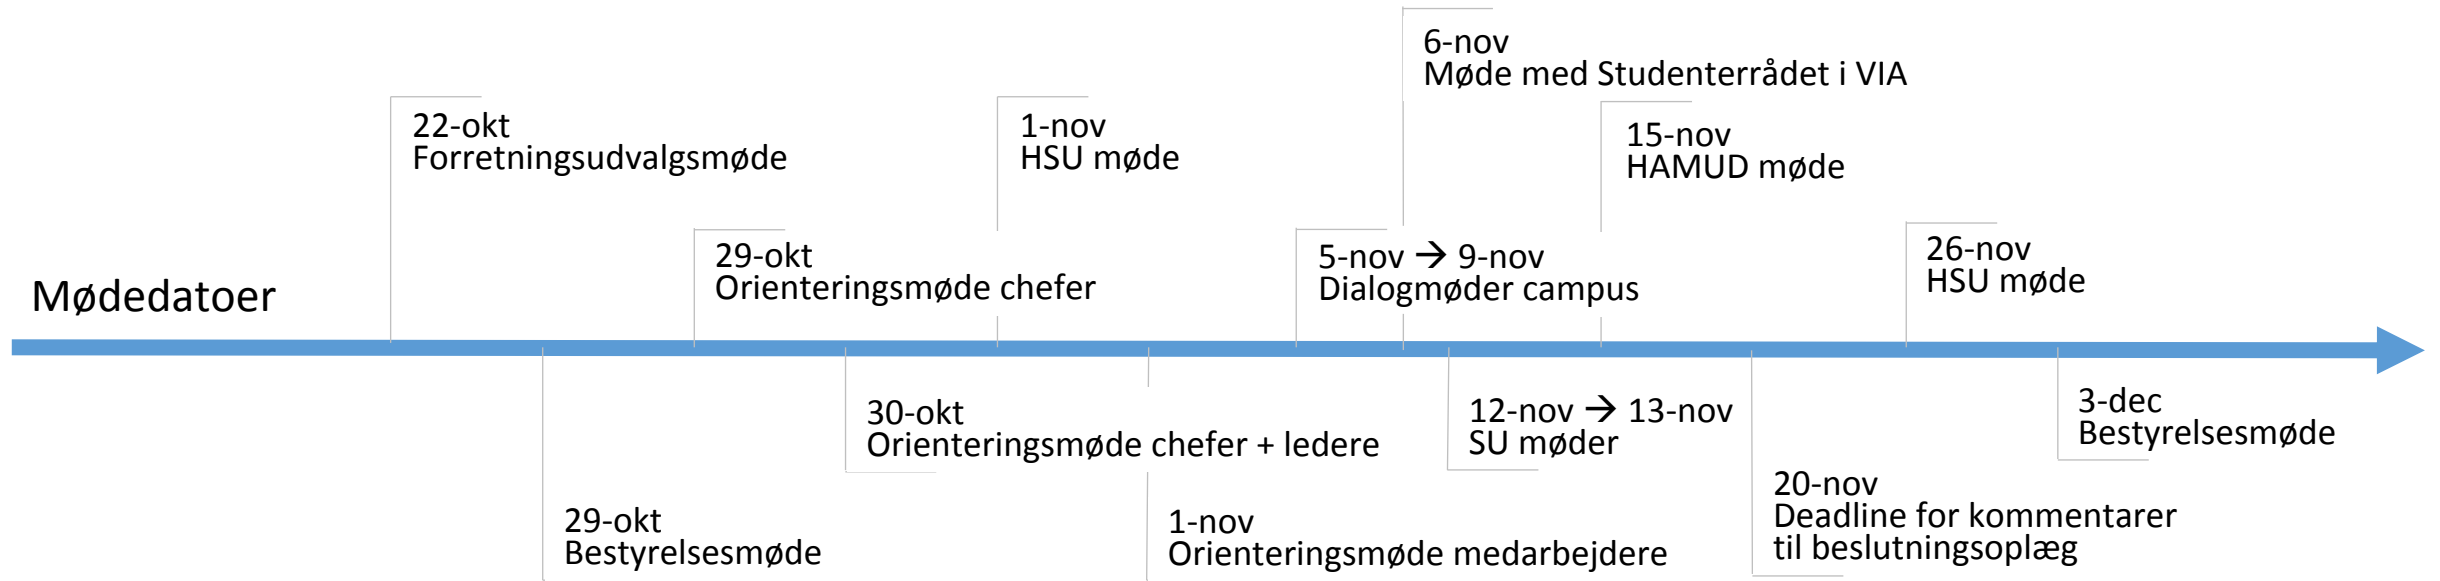 Mødedatoer
22-okt
Forretningsudvalgsmøde
29-okt
Bestyrelsesmøde
29-okt
Orienteringsmøde chefer
30-okt
Orienteringsmøde chefer + ledere
1-nov
HSU møde
1-nov
Orienteringsmøde medarbejdere
5-nov → 9-nov
Dialogmøder campus
6-nov
Møde med Studenterrådet i VIA
12-nov → 13-nov
SU møder
15-nov
HAMUD møde
20-nov
Deadline for kommentarer
til beslutningsoplæg
26-nov
HSU møde
3-dec
Bestyrelsesmøde